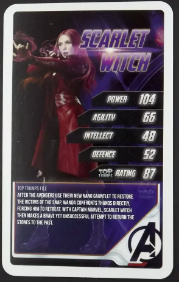 SCARLET
WITCH
POWER 104
AGILITY 66
INTELLECT 48
DEFENCE 52
TOP TRUMPS RATING 87
TOP TRUMPS FILE
AFTER THE AVENGERS USE THEIR NEW NANO GAUNTLET TO RESTORE
THE VICTIMS OF THE SNAP, WANDA CONFRONTS THANOS DIRECTLY,
FORCING HIM TO RETREAT. WITH CAPTAIN MARVEL, SCARLET WITCH
THEN MAKES A BRAVE YET UNSUCCESSFUL ATTEMPT TO RETURN THE
STONES TO THE PAST.